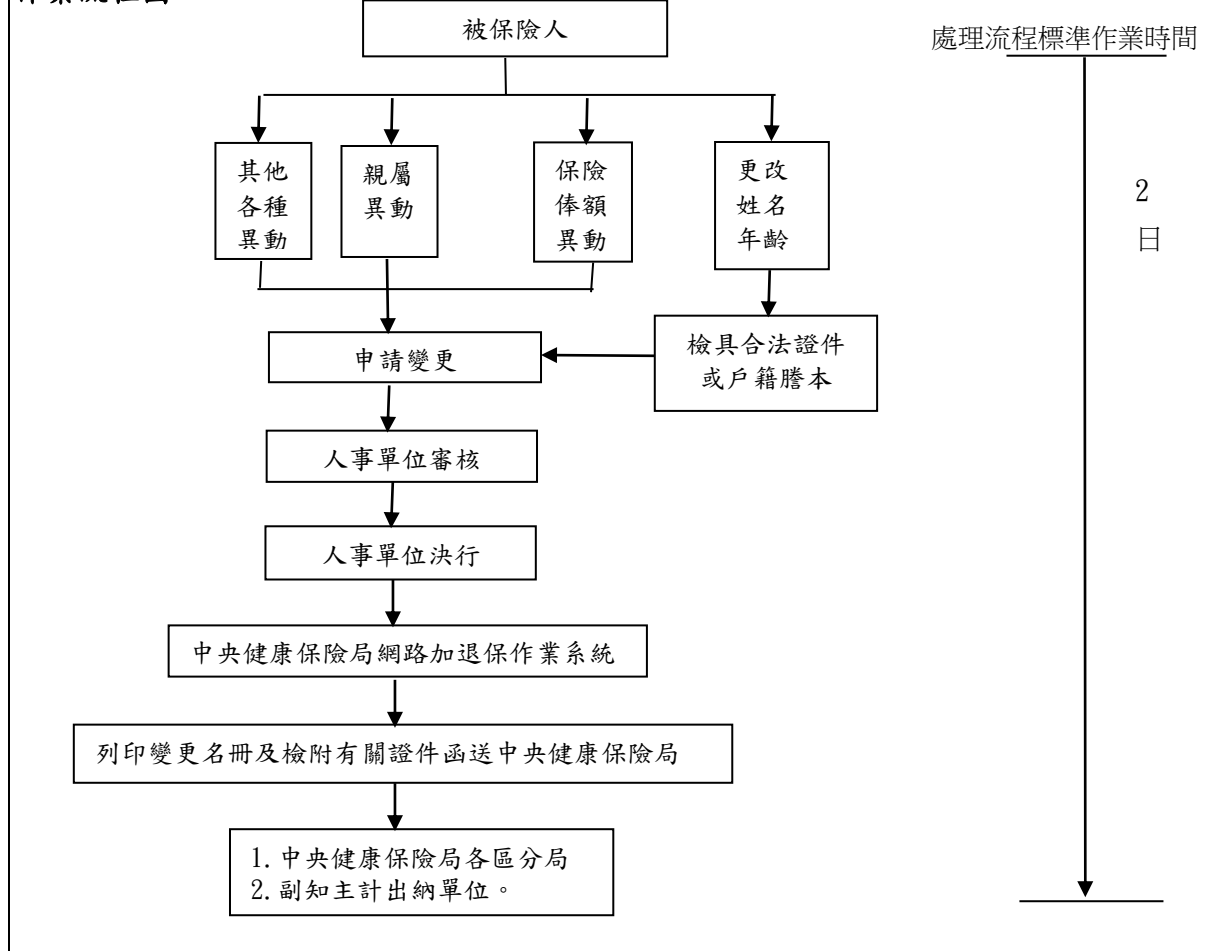 作業流程圖
被保險人
處理流程標準作業時間
其他
各種
異動
親屬
異動
保險
俸額
異動
更改
姓名
年齡
2
日
申請變更
檢具合法證件
或戶籍謄本
人事單位審核
人事單位決行
中央健康保險局網路加退保作業系統
列印變更名冊及檢附有關證件函送中央健康保險局
1.中央健康保險局各區分局
2.副知主計出納單位。